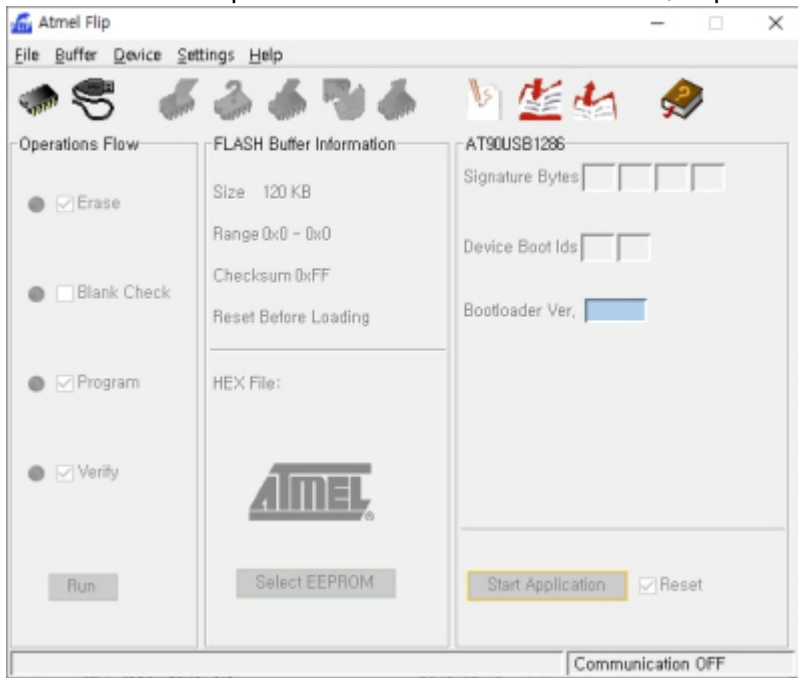 Atmel Flip
File Buffer Device Settings Help
Operations Flow
Erase
Blank Check
Program
Verify
Run
FLASH Buffer Information
Size 120 KB
Range 0x0 - 0x0
Checksum 0xFF
Reset Before Loading
HEX File:
ATMEL
Select EEPROM
AT90USB1286
Signature Bytes
Device Boot Ids
Bootloader Ver,
Start Application
Reset
Communication OFF